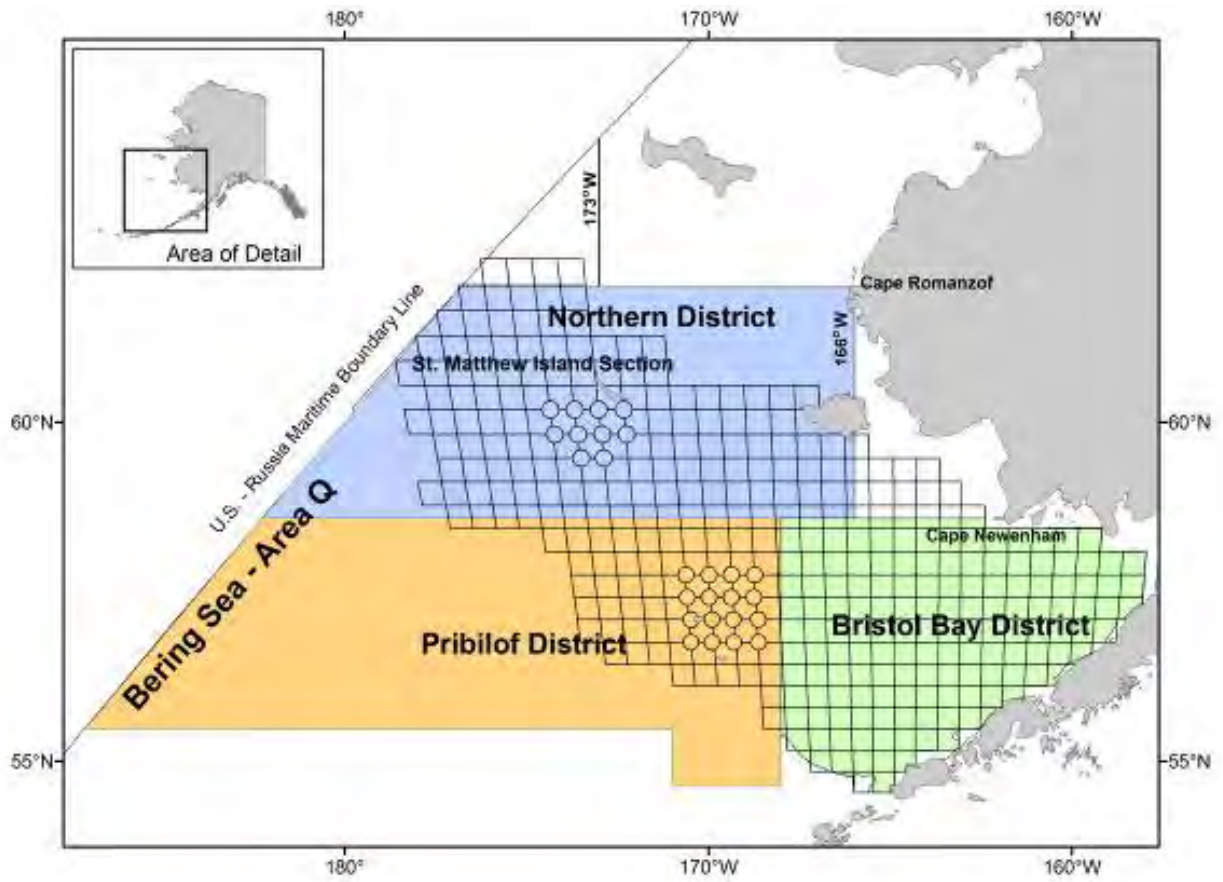 180°
170°W
160°W
Area of Detail
173°W
Cape Romanzof
Northern District
166°W
St. Matthew Island Section
U.S. - Russia Maritime Boundary Line
60°N
60°N
Bering Sea - Area Q
Cape Newenham
Bristol Bay District
Pribilof District
55°N
55°N
180°
170°W
160°W